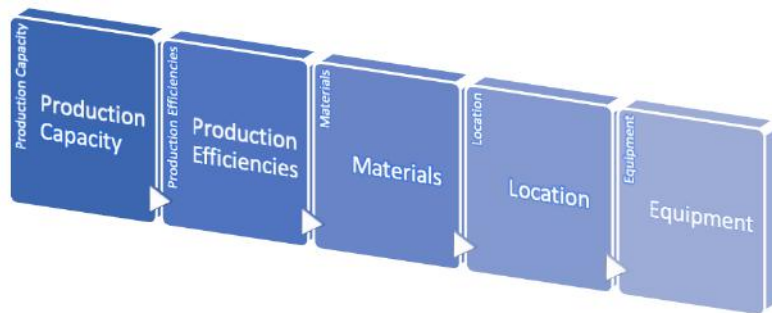 Production Capacity
Production
Capacity
Production Efficiencies
Production
Efficiencies
Materials
Materials
Location
Location
Equipment
Equipment